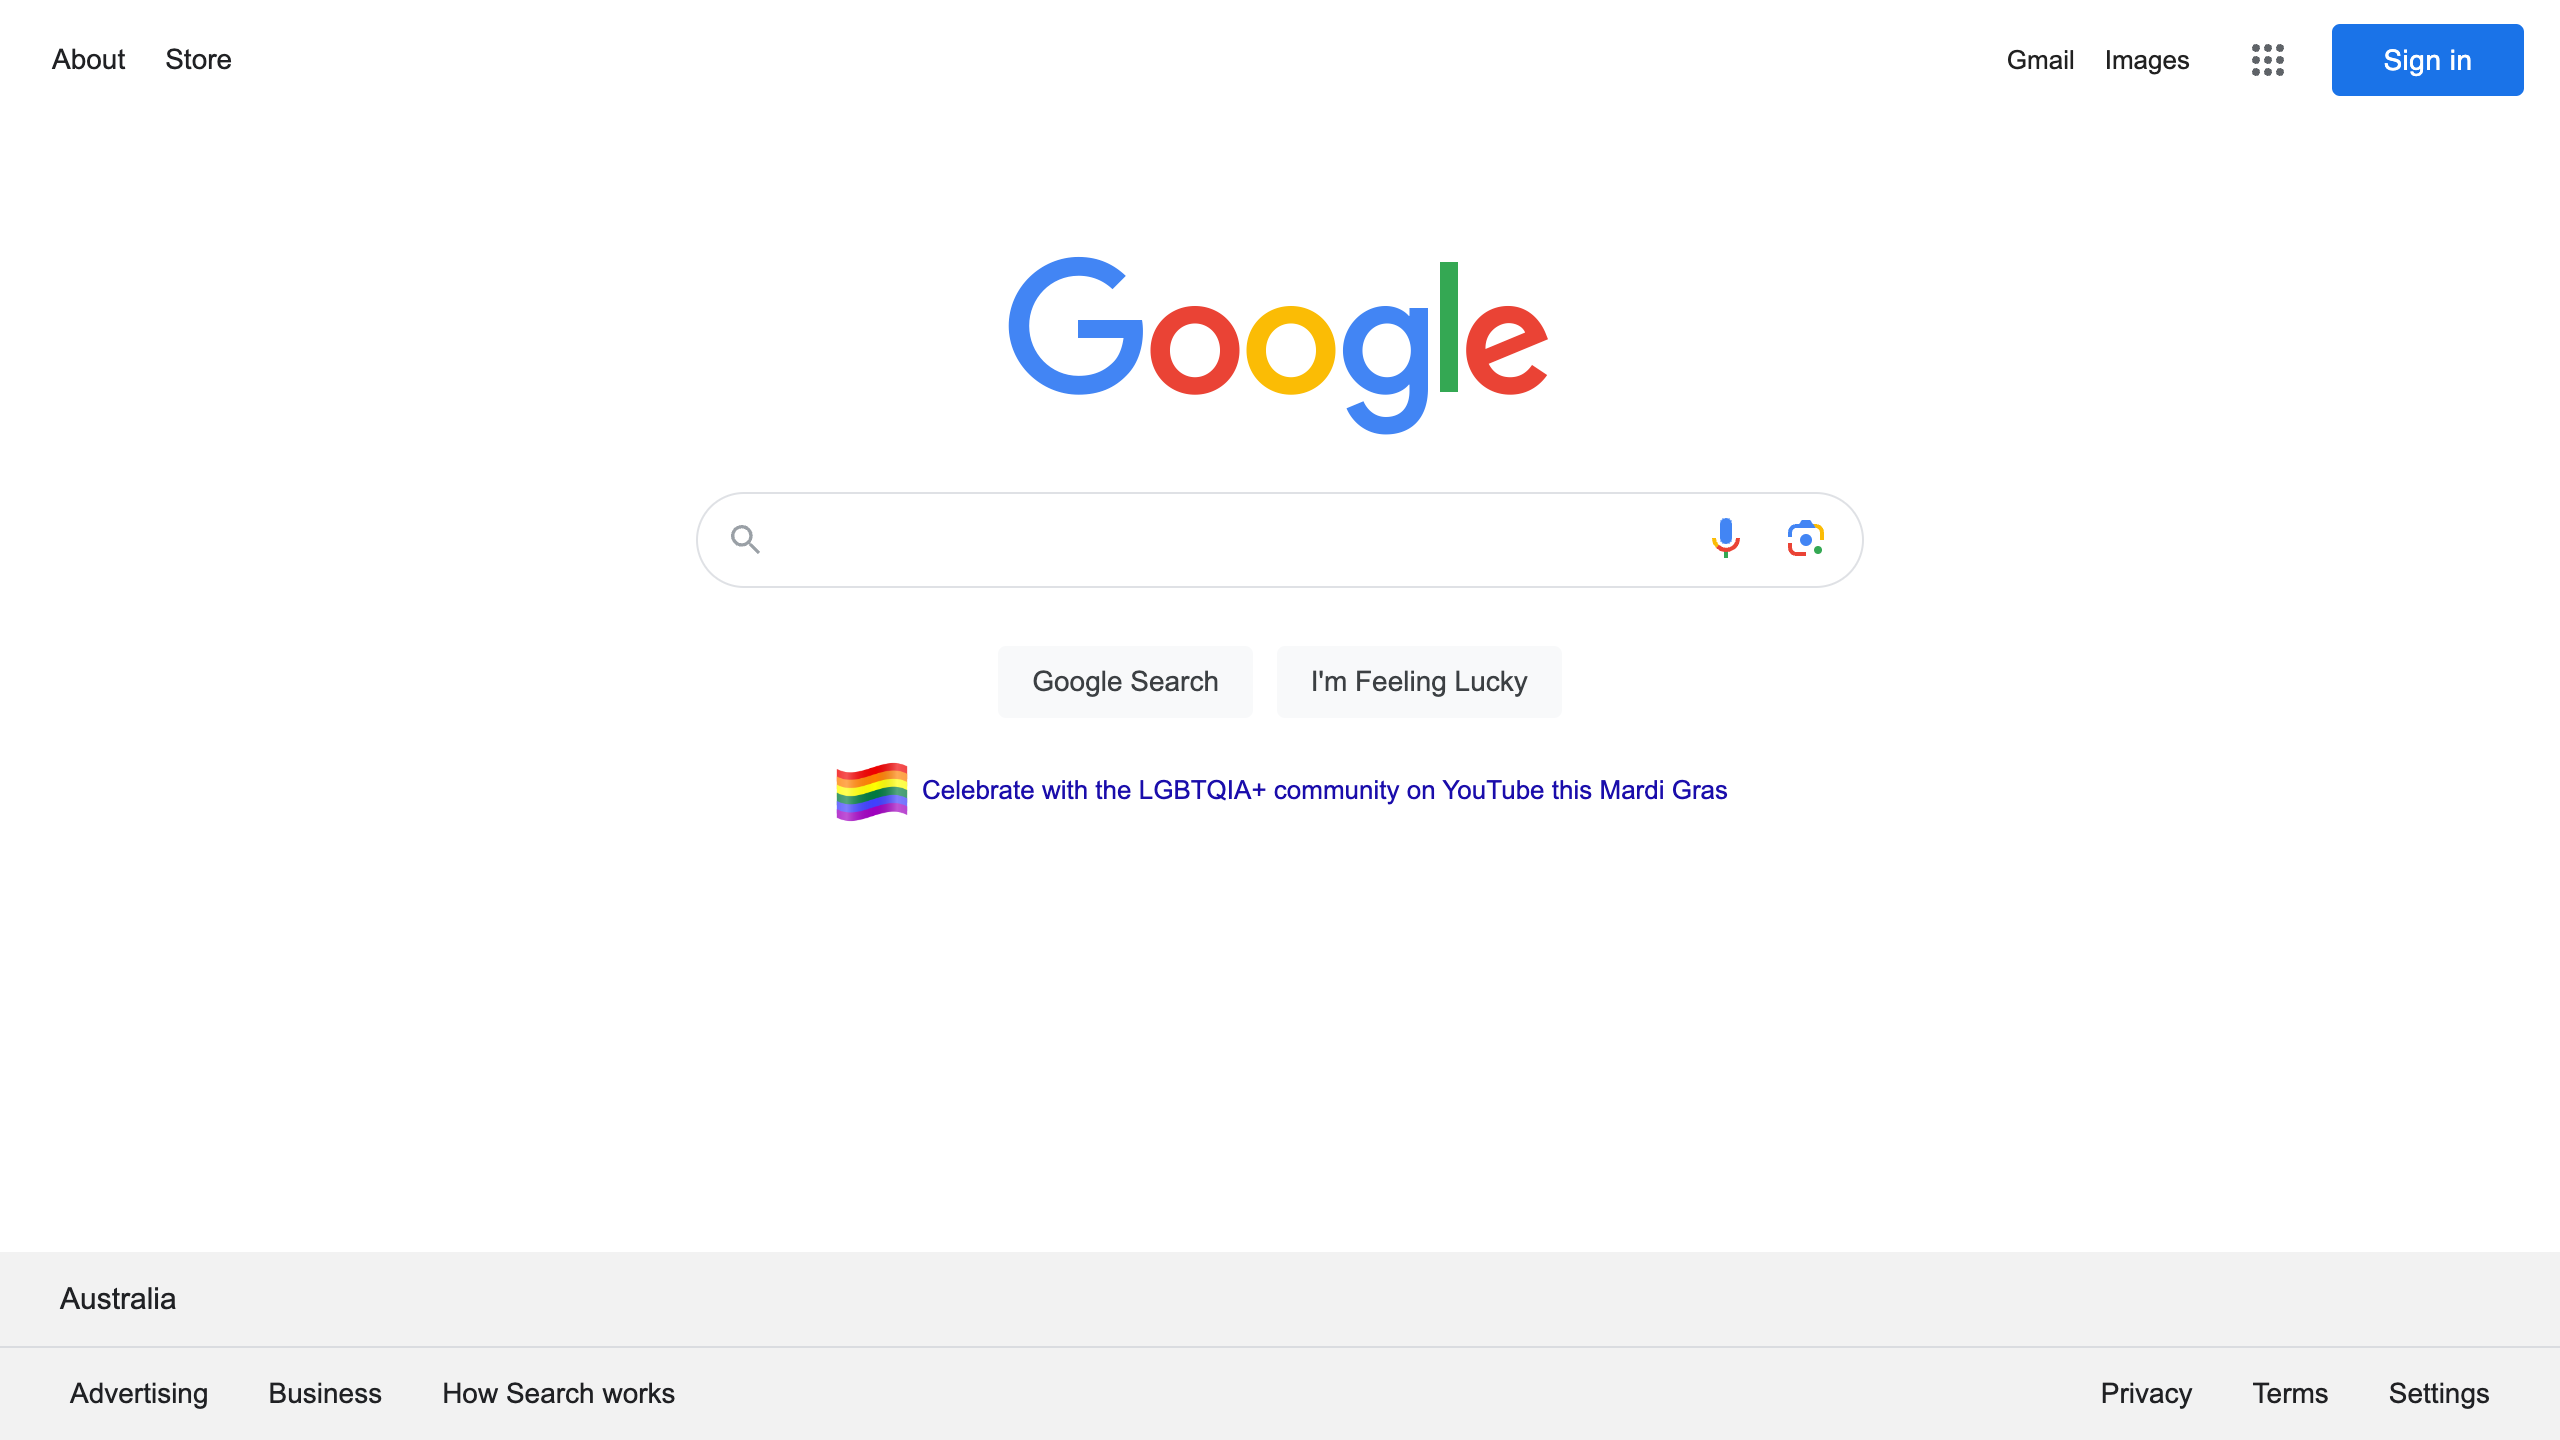 About Store Gmail Images Sign in
Google
Google Search I'm Feeling Lucky
Celebrate with the LGBTQIA+ community on YouTube this Mardi Gras
Australia
Advertising Business How Search works Privacy Terms Settings